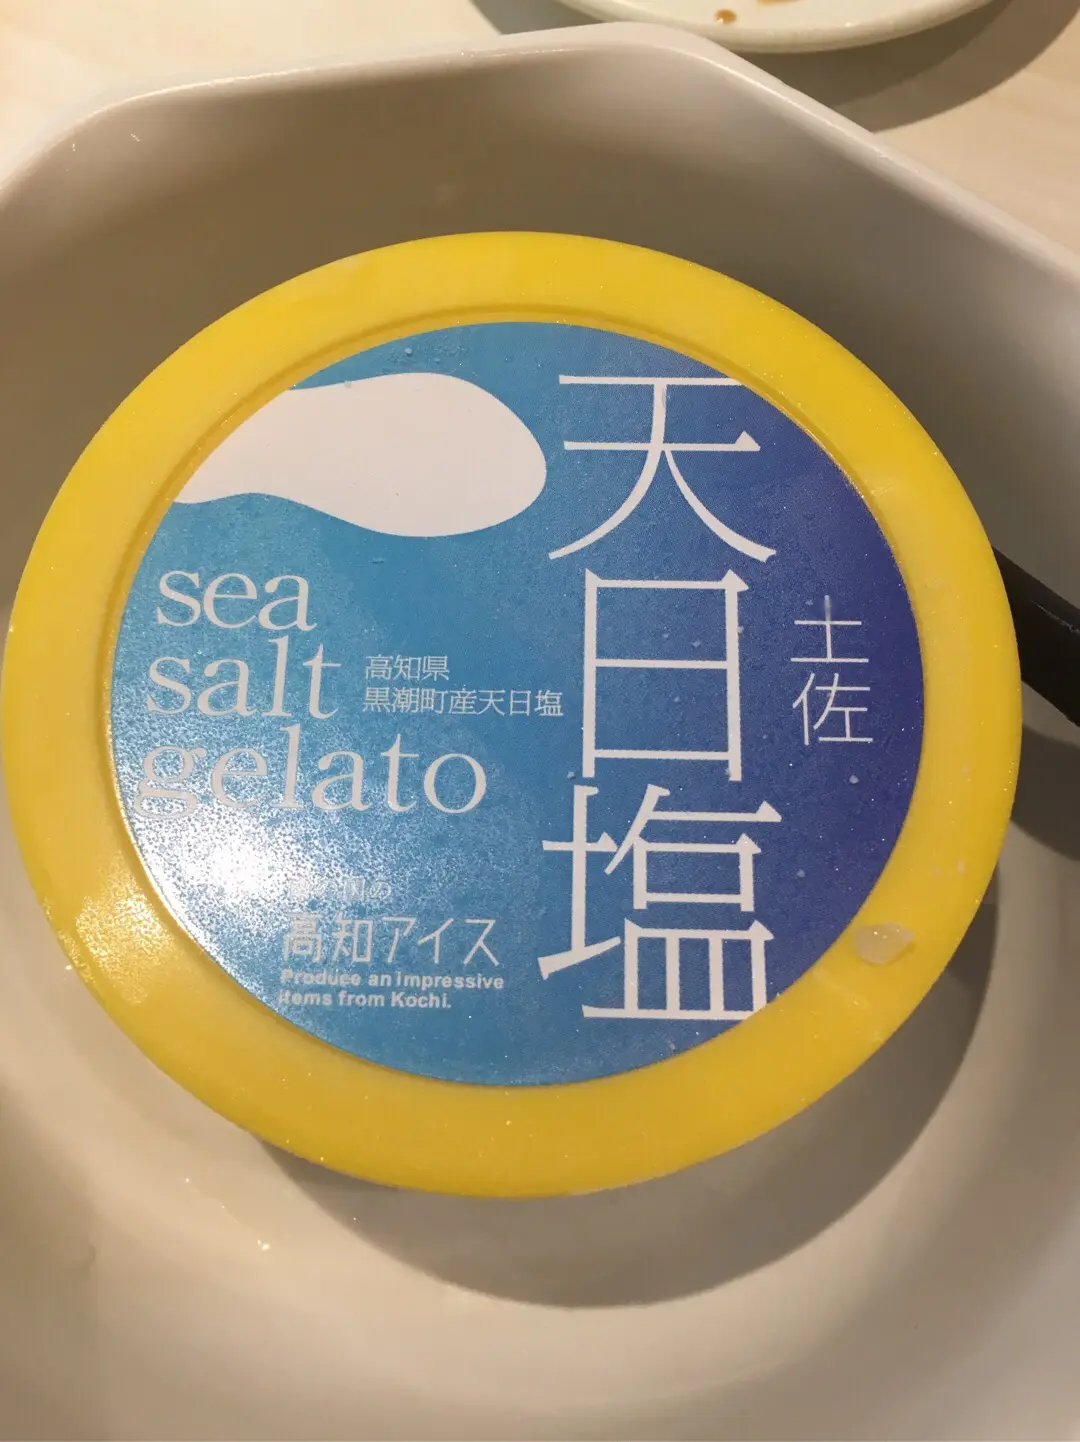 土佐
天日塩
sea
salt
gelato
高知県
黒潮町産天日塩
高知アイス
Produce an impressive
items from Kochi.